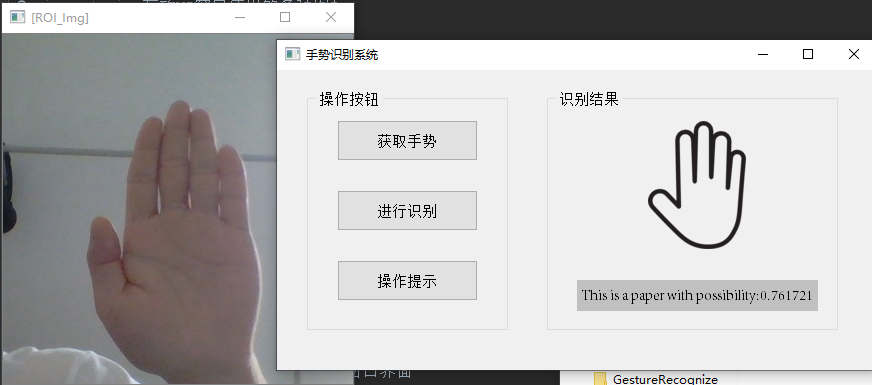 [ROI_Img]
手势识别系统
操作按钮
获取手势
进行识别
操作提示
识别结果
This is a paper with possibility:0.761721
GestureRecognize